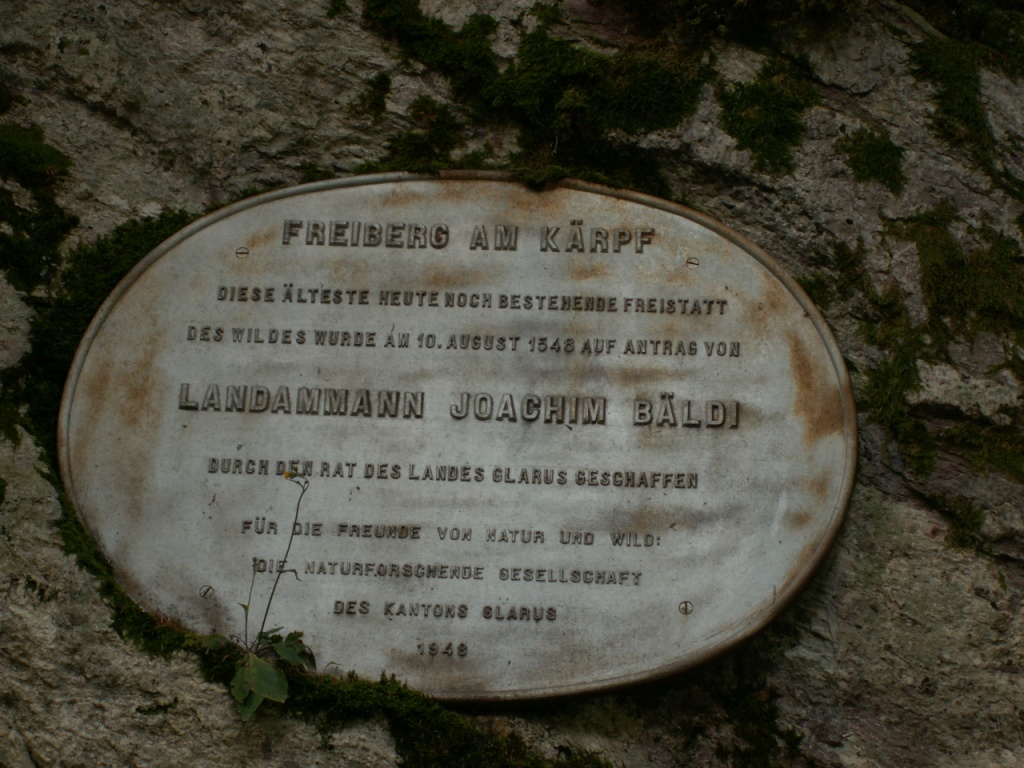 FREIBERG AM KÄRPF
DIESE ÄLTESTE HEUTE NOCH BESTEHENDE FREISTATT
DES WILDES WURDE AM 10. AUGUST 1548 AUF ANTRAG VON
LANDAMMANN JOACHIM BÄLDI
DURCH DEN RAT DES LANDES GLARUS GESCHAFFEN
FÜR DIE FREUNDE VON NATUR UND WILD:
DIE NATURFORSCHENDE GESELLSCHAFT
DES KANTONS GLARUS
1948